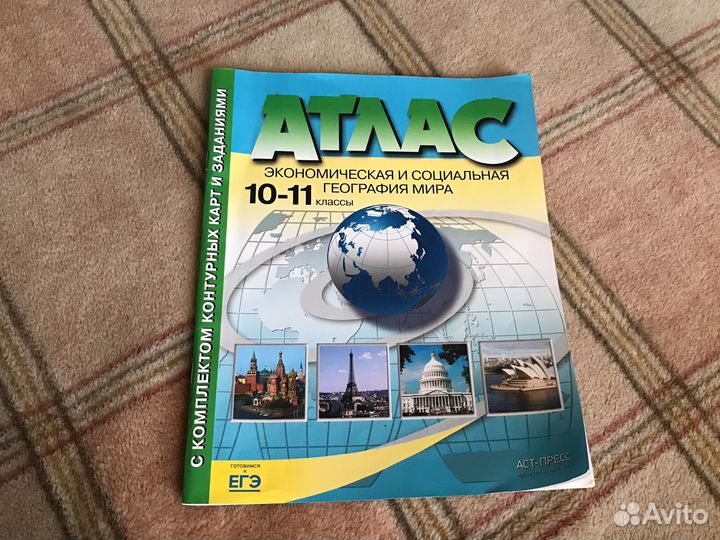 АТЛАС
ЭКОНОМИЧЕСКАЯ И СОЦИАЛЬНАЯ
ГЕОГРАФИЯ МИРА
10-11 классы
С КОМПЛЕКТОМ КОНТУРНЫХ КАРТ И ЗАДАНИЯМИ
ГОТОВИМСЯ
К
ЕГЭ
АСТ-ПРЕСС
Avito